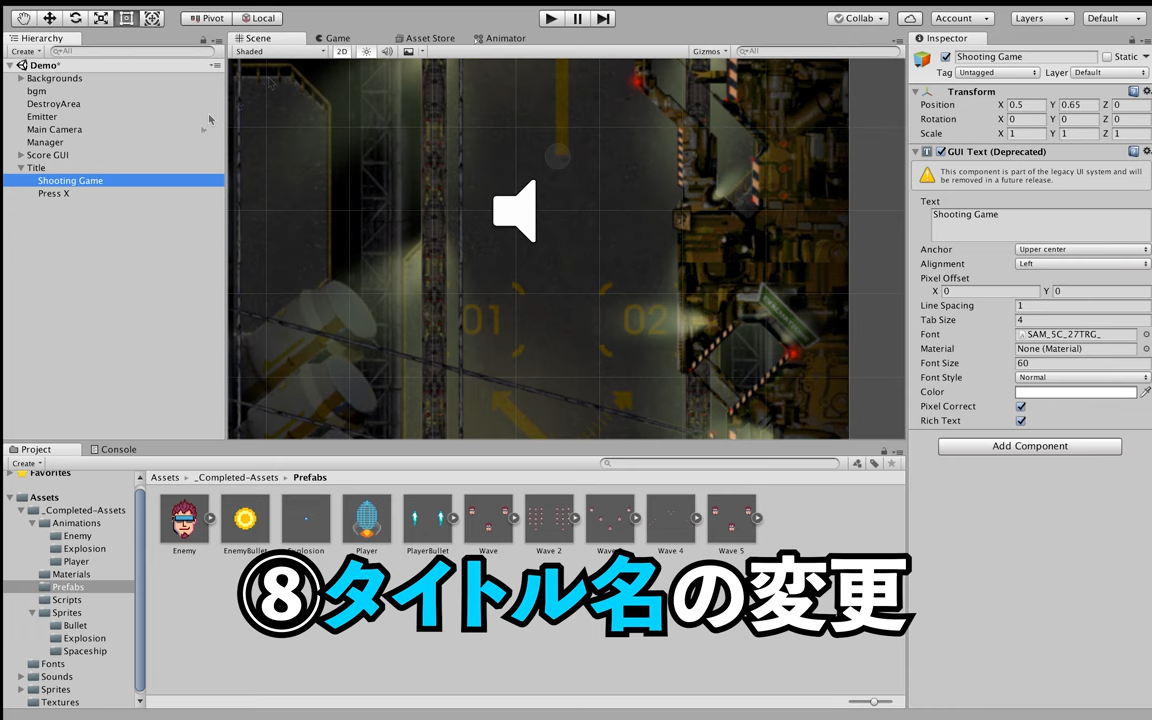 Pivot Local Collab Account Layers Default
Hierarchy
Create All
Demo*
Backgrounds
bgm
DestroyArea
Emitter
Main Camera
Manager
Score GUI
Title
Shooting Game
Press X
Scene Game Asset Store Animator
Shaded 2D Gizmos All
01 02
Inspector
Shooting Game Static
Tag Untagged Layer Default
Transform
Position X 0.5 Y 0.65 Z 0
Rotation X 0 Y 0 Z 0
Scale X 1 Y 1 Z 1
GUI Text (Deprecated)
This component is part of the legacy UI system and will
be removed in a future release.
Text
Shooting Game
Anchor Upper center
Alignment Left
Pixel Offset
X 0 Y 0
Line Spacing 1
Tab Size 4
Font SAM_5C_27TRG_
Material None (Material)
Font Size 60
Font Style Normal
Color
Pixel Correct
Rich Text
Add Component
Project Console
Create
Favorites
Assets
_Completed-Assets
Animations
Enemy
Explosion
Player
Materials
Prefabs
Scripts
Sprites
Bullet
Explosion
Spaceship
Fonts
Sounds
Sprites
Textures
Assets _Completed-Assets Prefabs
Enemy EnemyBullet Explosion Player PlayerBullet Wave Wave 2 Wave Wave 4 Wave 5
⑧タイトル名の変更